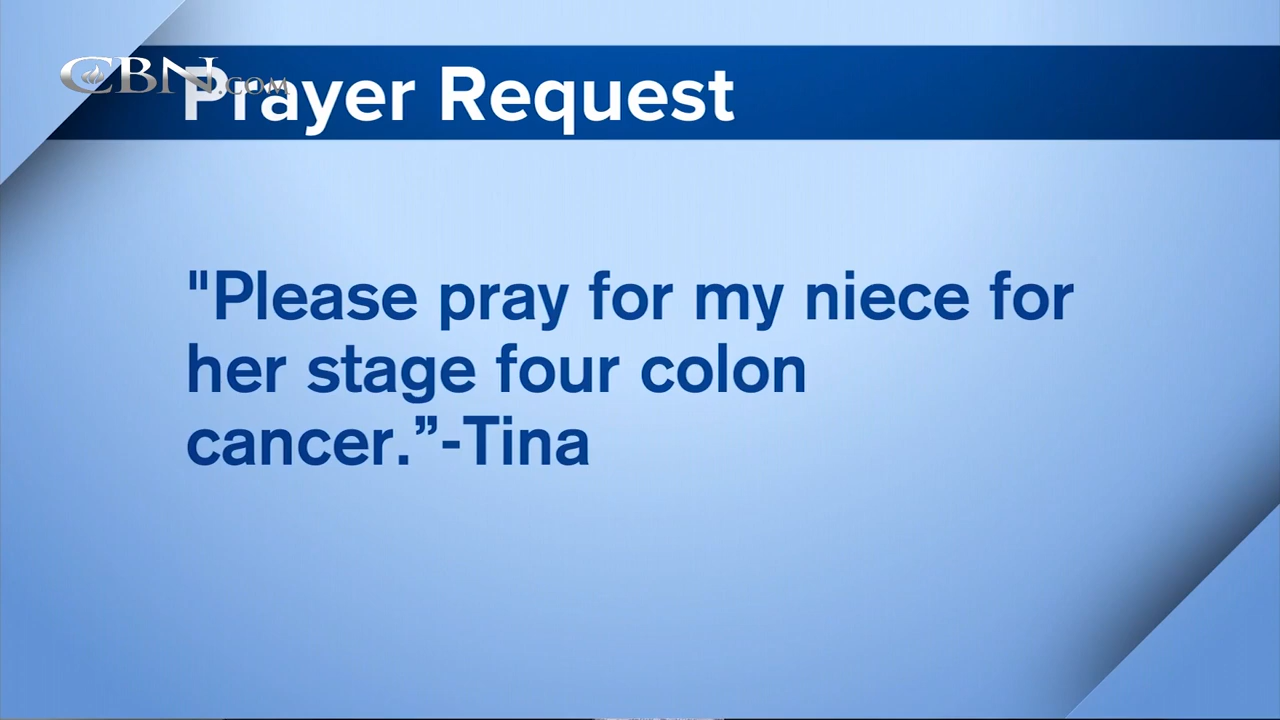 CBN.COM
Prayer Request
"Please pray for my niece for
her stage four colon
cancer.”-Tina